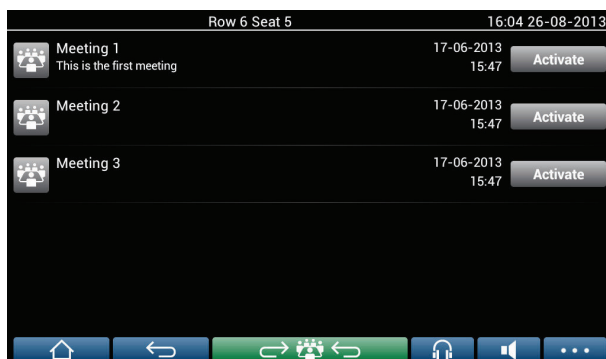 Row 6 Seat 5 16:04 26-08-2013
Meeting 1 17-06-2013
This is the first meeting 15:47 Activate
Meeting 2 17-06-2013
15:47 Activate
Meeting 3 17-06-2013
15:47 Activate